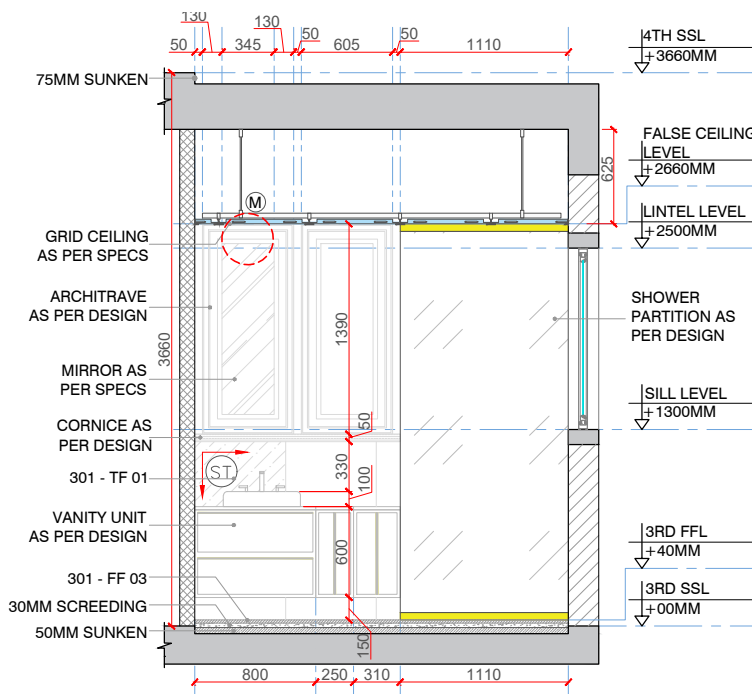 130
130
50
345
50
605
50
1110
4TH SSL
+3660MM
75MM SUNKEN
FALSE CEILING
LEVEL
+2660MM
625
M
LINTEL LEVEL
+2500MM
GRID CEILING
AS PER SPECS
ARCHITRAVE
AS PER DESIGN
SHOWER
PARTITION AS
PER DESIGN
3660
1390
MIRROR AS
PER SPECS
SILL LEVEL
+1300MM
CORNICE AS
PER DESIGN
50
330
ST
301 - TF 01
100
VANITY UNIT
AS PER DESIGN
600
3RD FFL
+40MM
301 - FF 03
3RD SSL
+00MM
30MM SCREEDING
50MM SUNKEN
150
800
250
310
1110